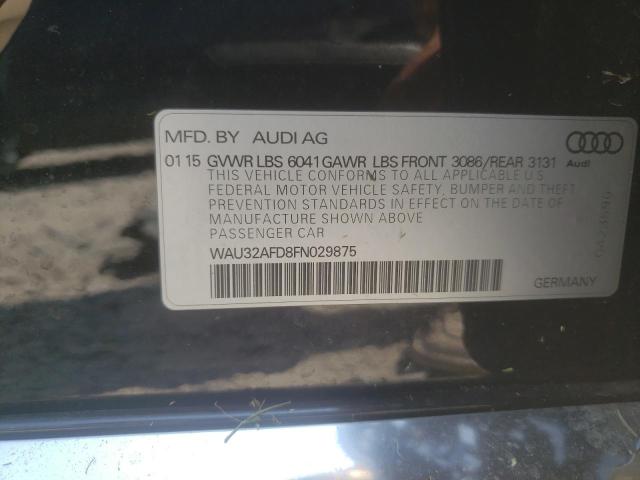 MFD. BY AUDI AG
01 15 GVWR LBS 6041 GAWR LBS FRONT 3086/REAR 3131
Audi
THIS VEHICLE CONFORMS TO ALL APPLICABLE U.S
FEDERAL MOTOR VEHICLE SAFETY, BUMPER AND THEFT
PREVENTION STANDARDS IN EFFECT ON THE DATE OF
MANUFACTURE SHOWN ABOVE
PASSENGER CAR
WAU32AFD8FN029875
GERMANY